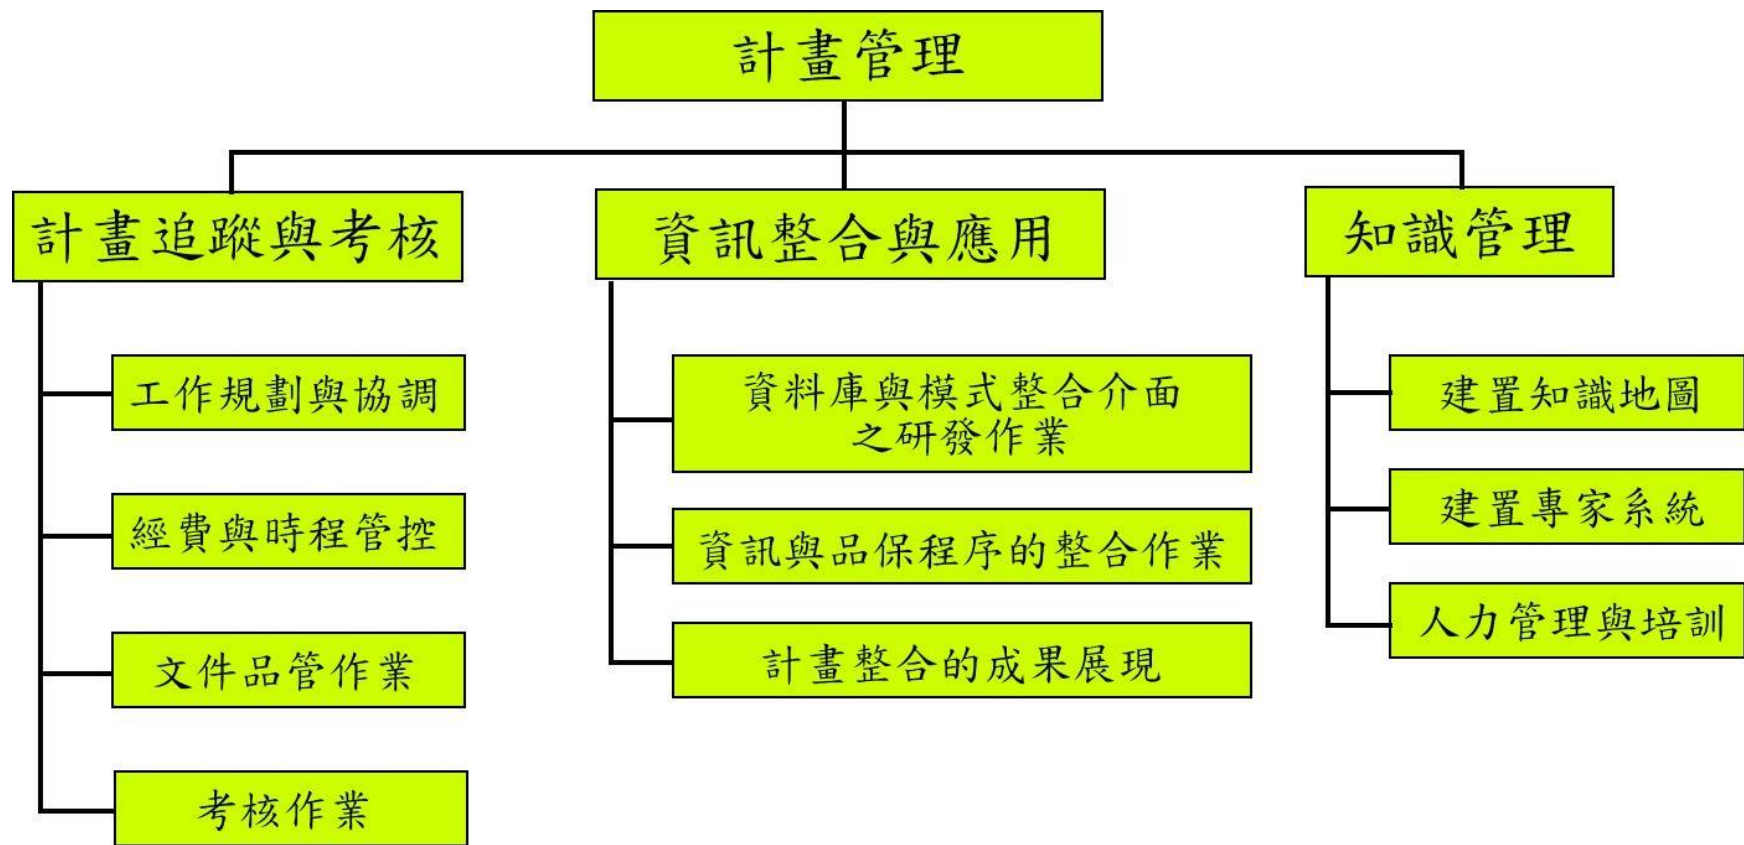 計畫管理
計畫追蹤與考核
工作規劃與協調
經費與時程管控
文件品管作業
考核作業
資訊整合與應用
資料庫與模式整合介面
之研發作業
資訊與品保程序的整合作業
計畫整合的成果展現
知識管理
建置知識地圖
建置專家系統
人力管理與培訓